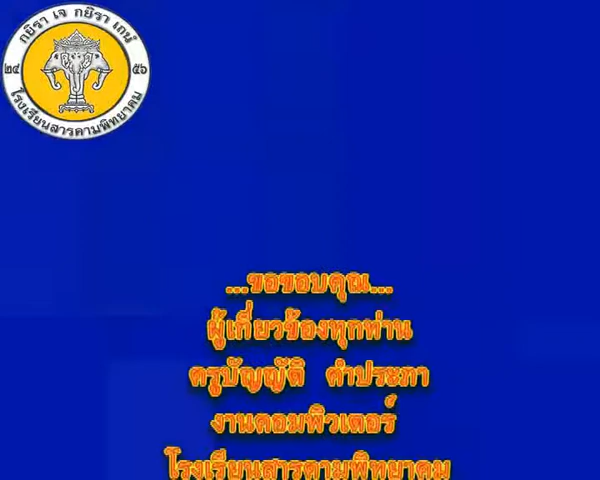 กยิรา เจ กยิรา เถนํ
๒๔ ๕๖
โรงเรียนสารคามพิทยาคม
...ขอขอบคุณ...
ผู้เกี่ยวข้องทุกท่าน
ครูบัญญัติ คำประภา
งานคอมพิวเตอร์
โรงเรียนสารคามพิทยาคม